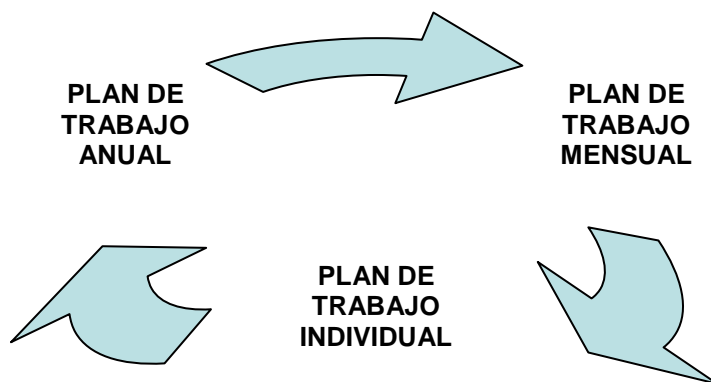 PLAN DE
TRABAJO
ANUAL
PLAN DE
TRABAJO
MENSUAL
PLAN DE
TRABAJO
INDIVIDUAL